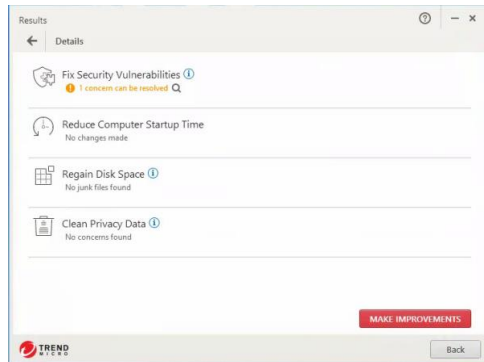 Results
Details
Fix Security Vulnerabilities
1 concern can be resolved
Reduce Computer Startup Time
No changes made
Regain Disk Space
No junk files found
Clean Privacy Data
No concerns found
MAKE IMPROVEMENTS
TREND
MICRO
Back